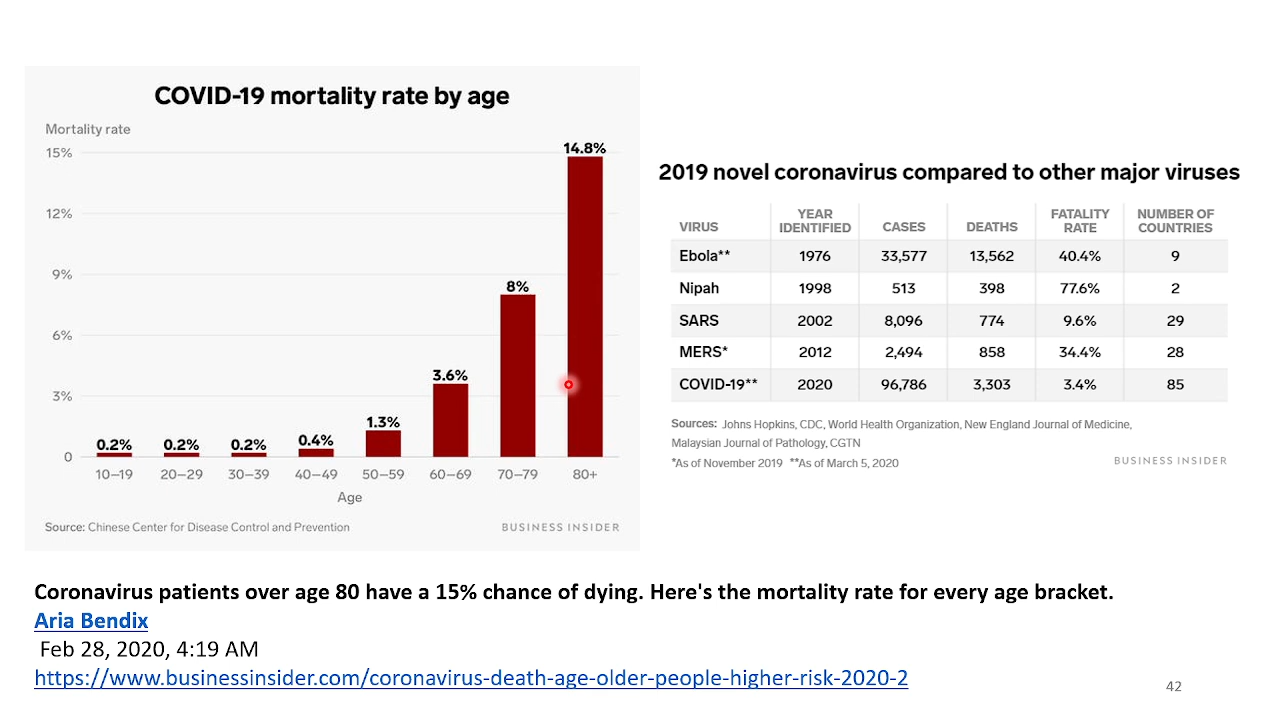 COVID-19 mortality rate by age
Mortality rate
15%
12%
9%
6%
3%
0
0.2%
0.2%
0.2%
0.4%
1.3%
3.6%
8%
14.8%
10–19
20–29
30–39
40–49
50–59
60–69
70–79
80+
Age
Source: Chinese Center for Disease Control and Prevention
BUSINESS INSIDER
2019 novel coronavirus compared to other major viruses
VIRUS YEAR IDENTIFIED CASES DEATHS FATALITY RATE NUMBER OF COUNTRIES
Ebola** 1976 33,577 13,562 40.4% 9
Nipah 1998 513 398 77.6% 2
SARS 2002 8,096 774 9.6% 29
MERS* 2012 2,494 858 34.4% 28
COVID-19** 2020 96,786 3,303 3.4% 85
Sources: Johns Hopkins, CDC, World Health Organization, New England Journal of Medicine,
Malaysian Journal of Pathology, CGTN
*As of November 2019 **As of March 5, 2020
BUSINESS INSIDER
Coronavirus patients over age 80 have a 15% chance of dying. Here's the mortality rate for every age bracket.
Aria Bendix
Feb 28, 2020, 4:19 AM
https://www.businessinsider.com/coronavirus-death-age-older-people-higher-risk-2020-2
42